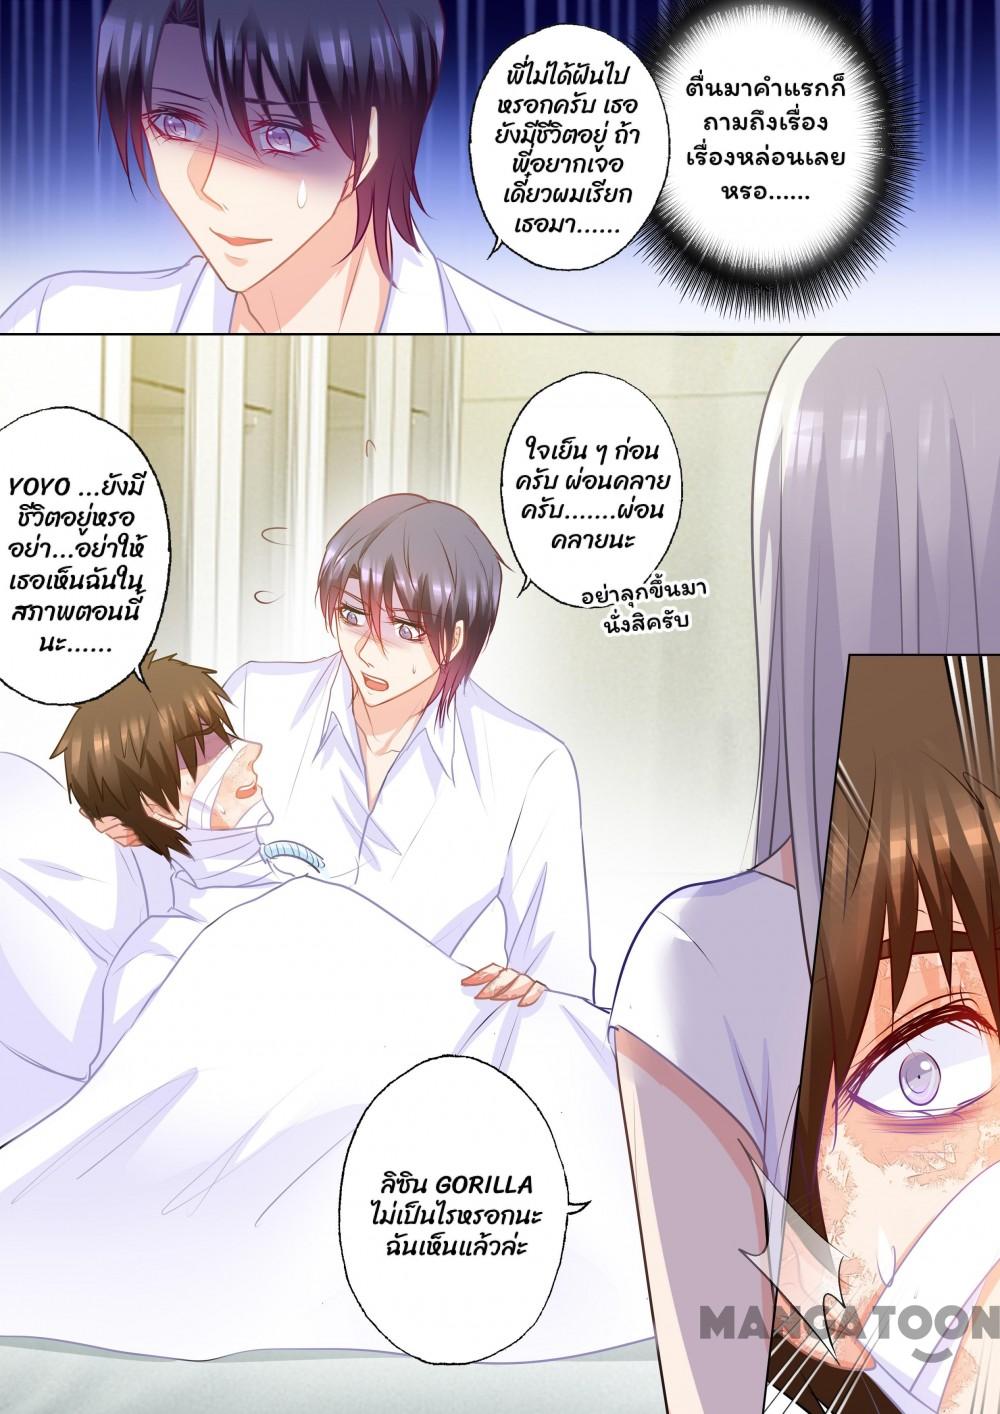 ตื่นมาคำแรกก็
ถามถึงเรื่อง
เรื่องหล่อนเลย
หรอ......
พี่ไม่ได้ฝันไป
หรอกครับ เธอ
ยังมีชีวิตอยู่ ถ้า
พี่อยากเจอ
เดี๋ยวผมเรียก
เธอมา......
YOYO ...ยังมี
ชีวิตอยู่หรอ
อย่า...อย่าให้
เธอเห็นฉันใน
สภาพตอนนี้
นะ......
ใจเย็น ๆ ก่อน
ครับ ผ่อนคลาย
ครับ.......ผ่อน
คลายนะ
อย่าลุกขึ้นมา
นั่งสิครับ
ลิซิน GORILLA
ไม่เป็นไรหรอกนะ
ฉันเห็นแล้วล่ะ
MANGATOON